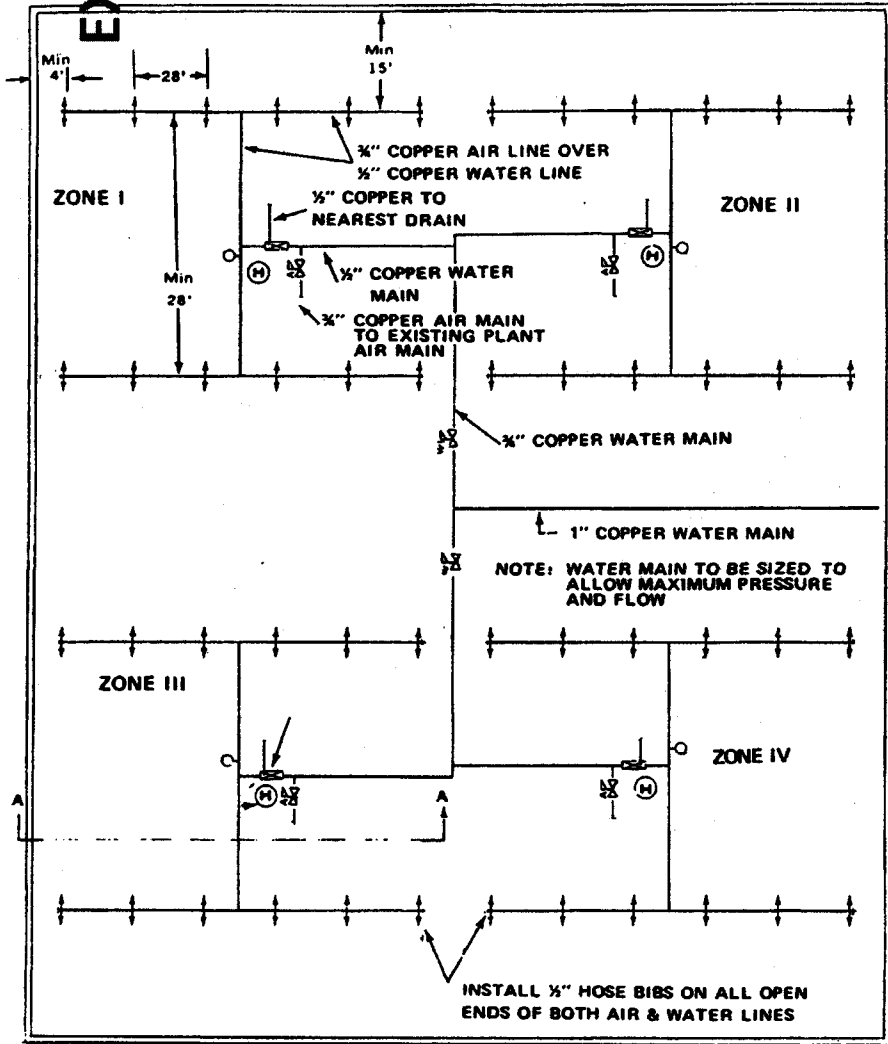 Min
4'
28'
Min
15'
¾" COPPER AIR LINE OVER
½" COPPER WATER LINE
ZONE I
½" COPPER TO
NEAREST DRAIN
ZONE II
H
H
Min
28'
½" COPPER WATER
MAIN
¾" COPPER AIR MAIN
TO EXISTING PLANT
AIR MAIN
¾" COPPER WATER MAIN
1" COPPER WATER MAIN
NOTE: WATER MAIN TO BE SIZED TO
ALLOW MAXIMUM PRESSURE
AND FLOW
ZONE III
ZONE IV
H
H
A
A
INSTALL ½" HOSE BIBS ON ALL OPEN
ENDS OF BOTH AIR & WATER LINES